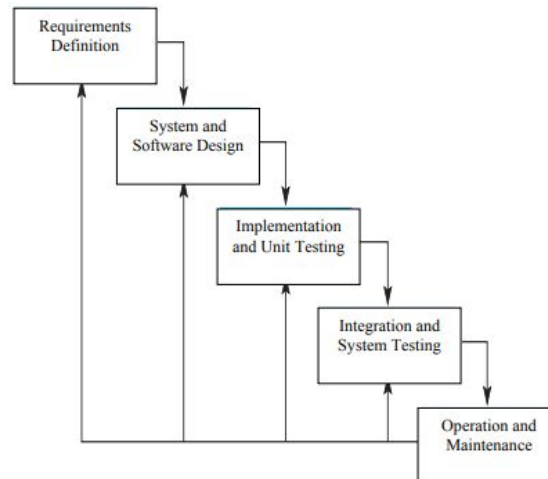 Requirements
Definition
System and
Software Design
Implementation
and Unit Testing
Integration and
System Testing
Operation and
Maintenance